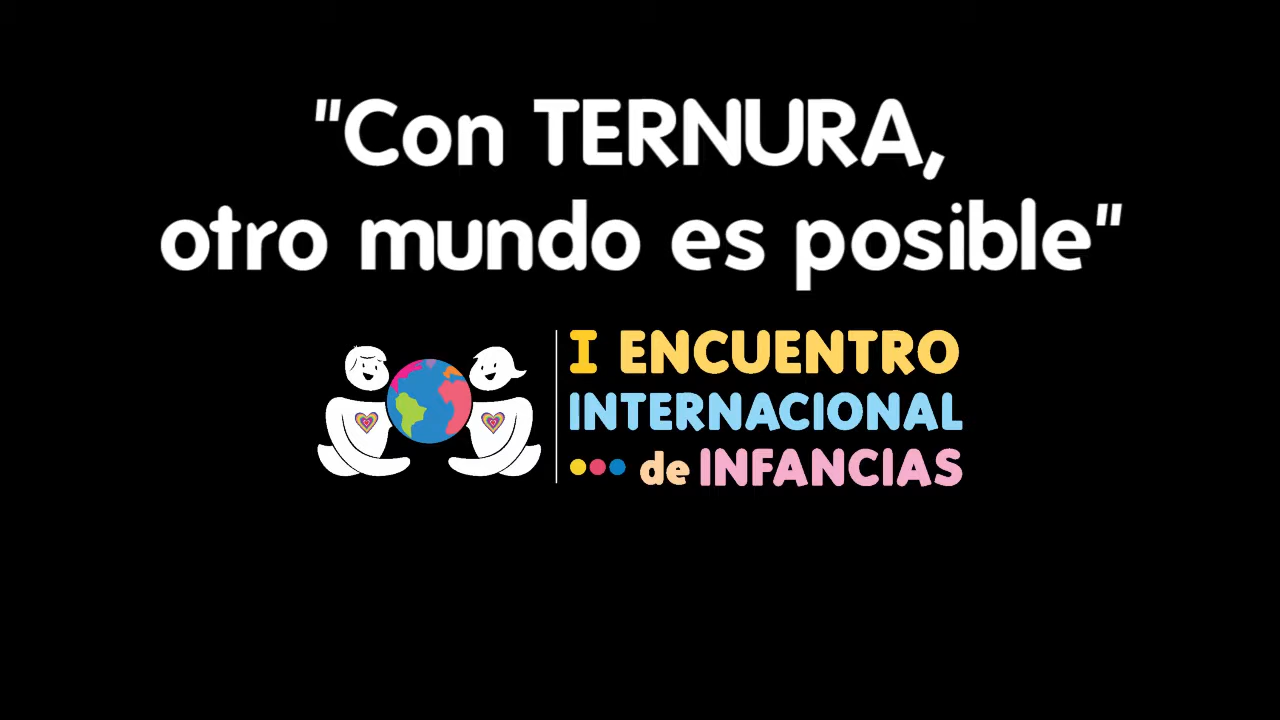 "Con TERNURA,
otro mundo es posible"
I ENCUENTRO
INTERNACIONAL
de INFANCIAS